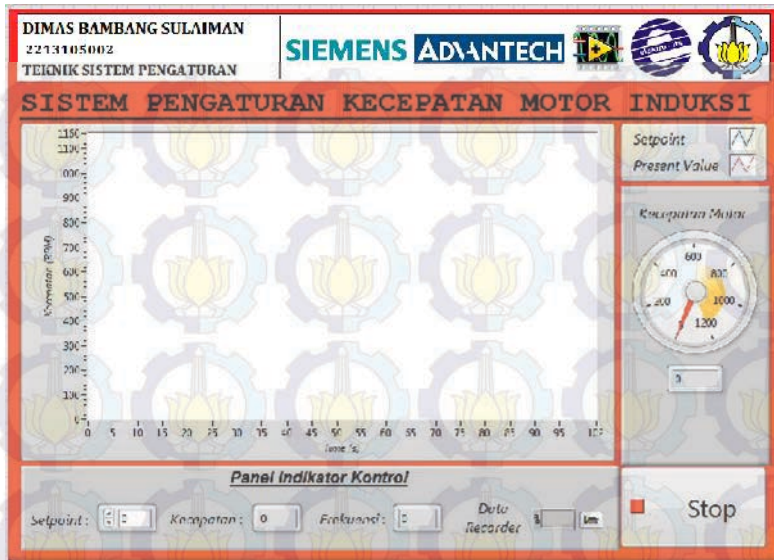 DIMAS BAMBANG SULAIMAN
2213105002
TEKNIK SISTEM PENGATURAN
SIEMENS ADVANTECH
SISTEM PENGATURAN KECEPATAN MOTOR INDUKSI
Setpoint
Present Value
1150
1100
900
800
700
600
500
400
300
200
100
0
Kecepatan (RPM)
0 5 10 15 20 25 30 35 40 45 50 55 60 65 70 75 80 85 90 95
Time (s)
Kecepatan Motor
200 400 600 800 1000 1200
0
Panel Indikator Kontrol
Setpoint : 0 Kecepatan : 0 Frekuensi : 0 Data Recorder
Stop